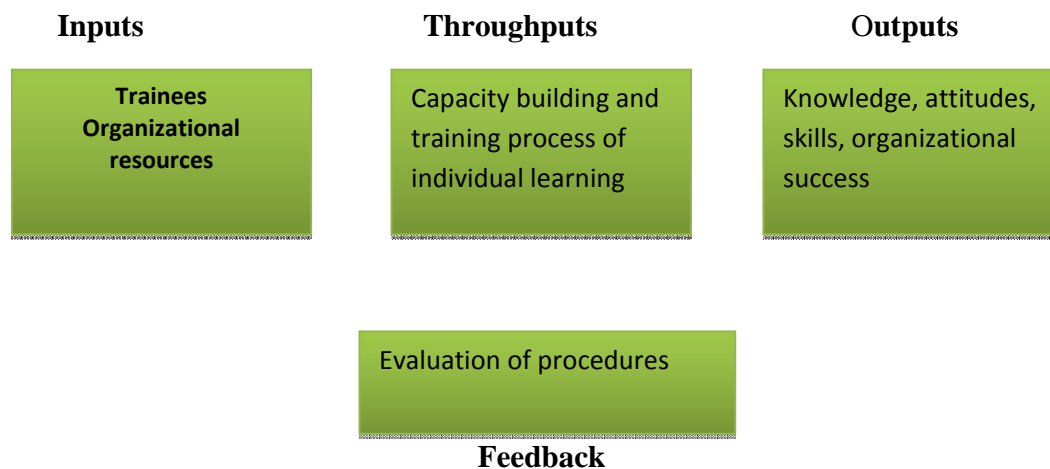 Inputs
Throughputs
Outputs
Trainees
Organizational
resources
Capacity building and
training process of
individual learning
Knowledge, attitudes,
skills, organizational
success
Evaluation of procedures
Feedback